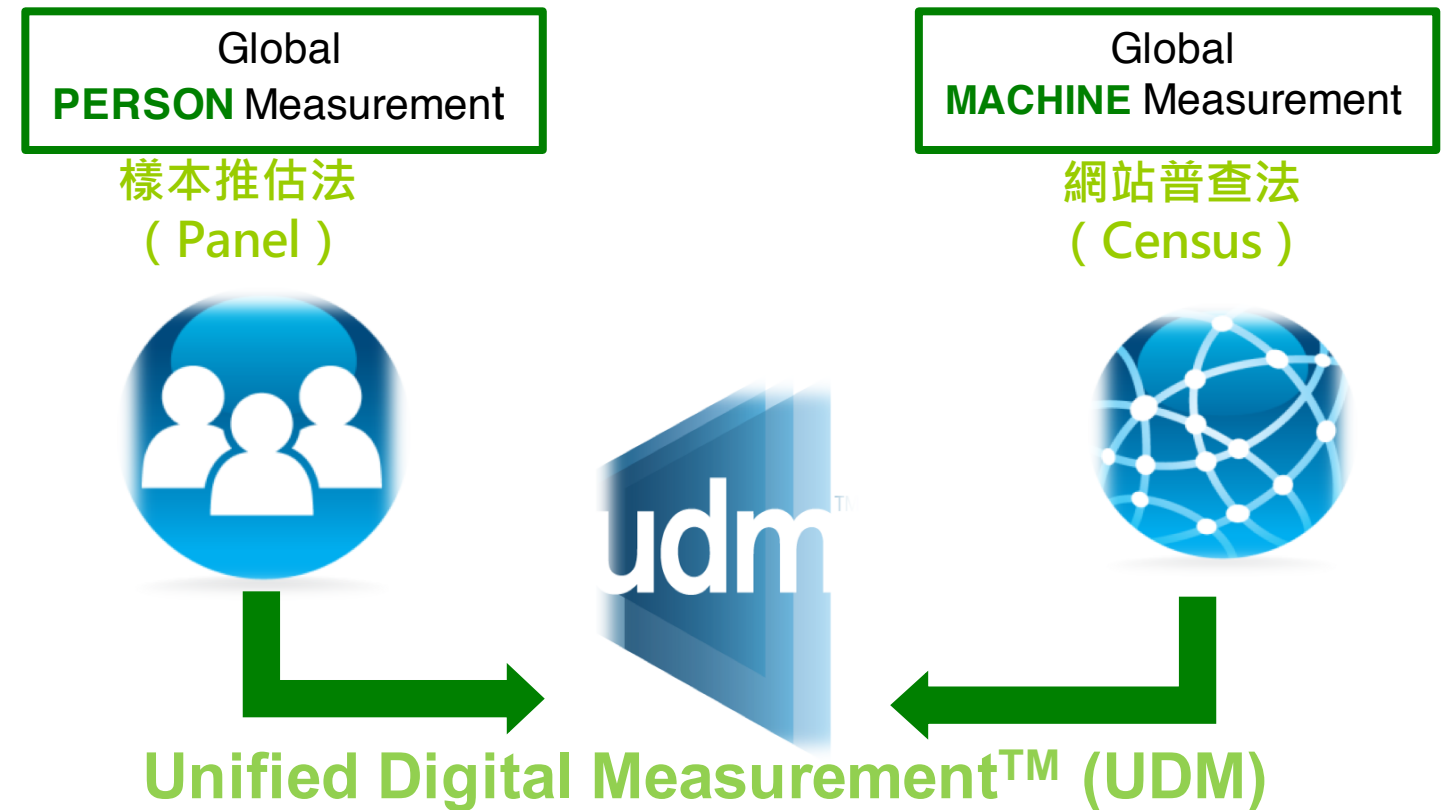 Global
PERSON Measurement
樣本推估法
（Panel）
Global
MACHINE Measurement
網站普查法
（Census）
udm™
Unified Digital Measurement™ (UDM)